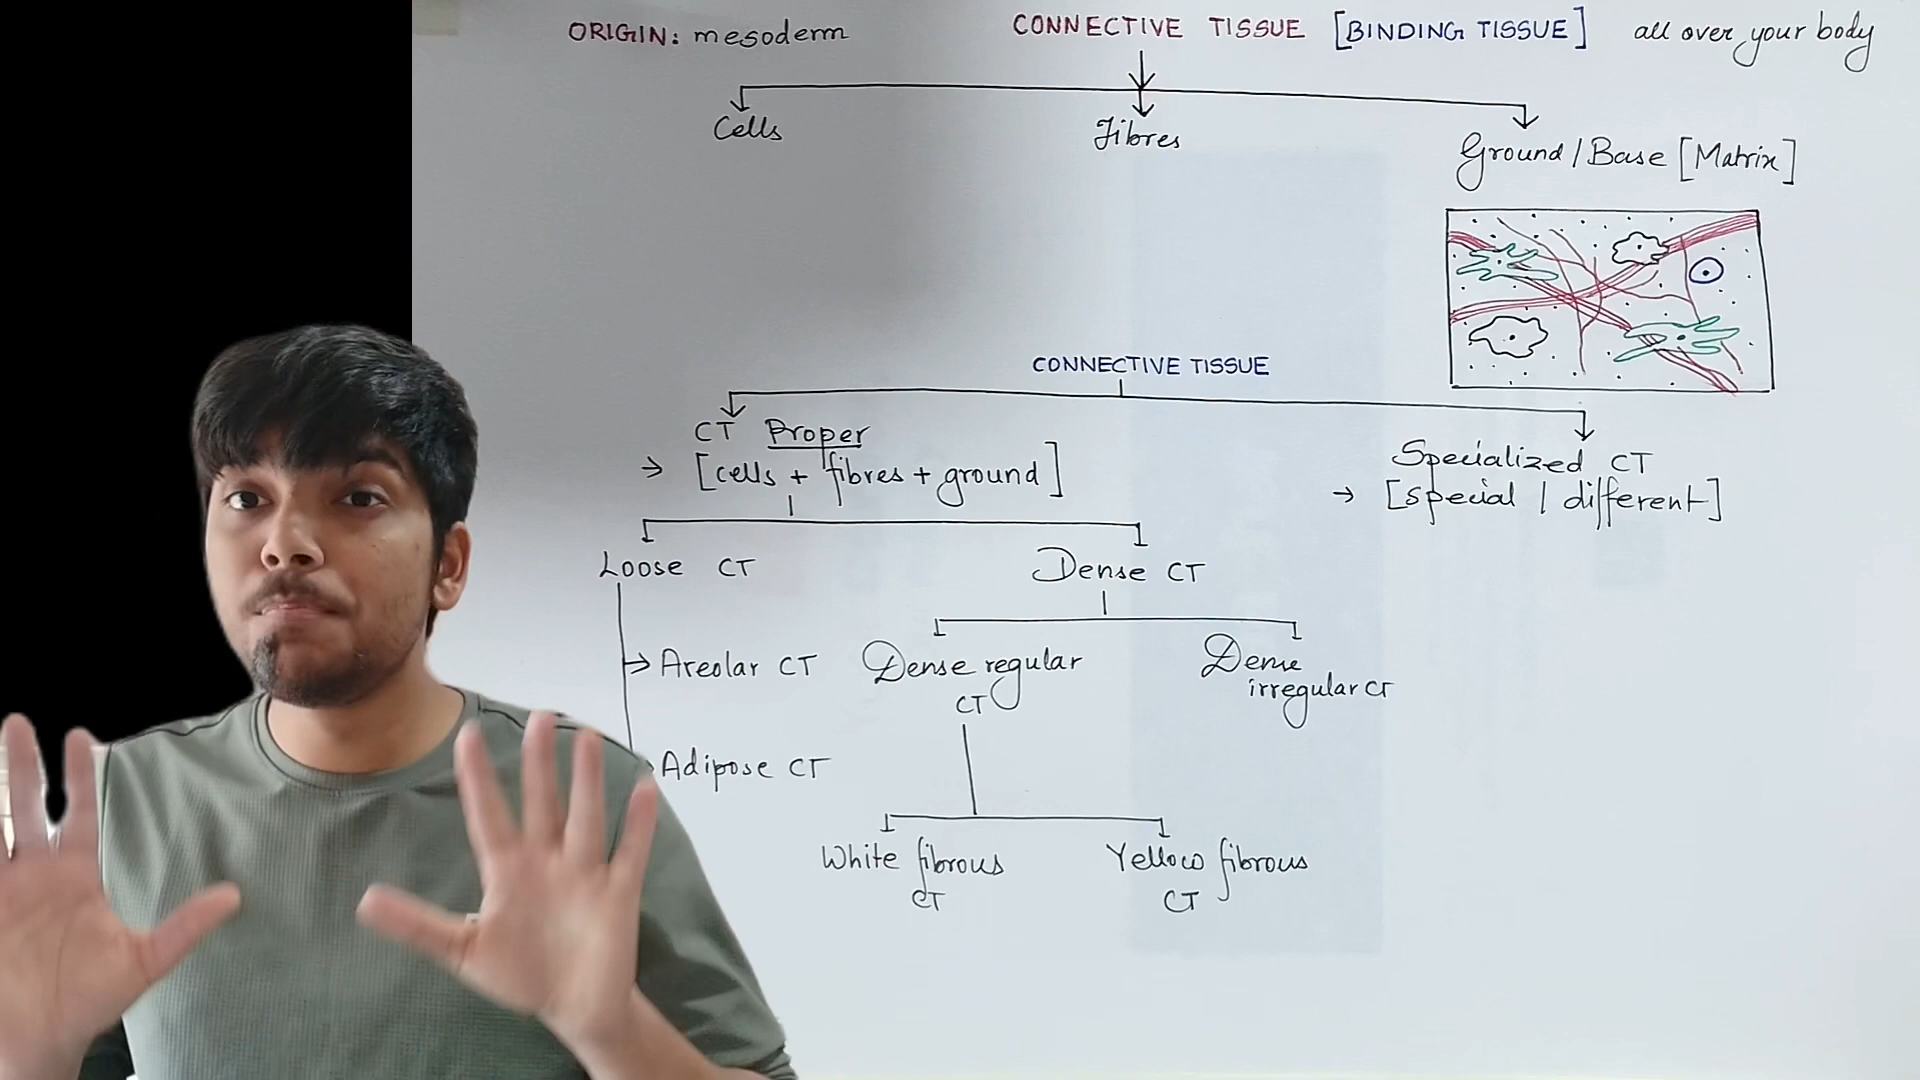 ORIGIN: mesoderm
CONNECTIVE TISSUE [BINDING TISSUE] all over your body
Cells
Fibres
Ground / Base [Matrix]
CONNECTIVE TISSUE
CT Proper
→ [cells + fibres + ground]
Specialized CT
→ [special / different]
Loose CT
Dense CT
Areolar CT
Dense regular
CT
Dense
irregular CT
Adipose CT
White fibrous
CT
Yellow fibrous
CT